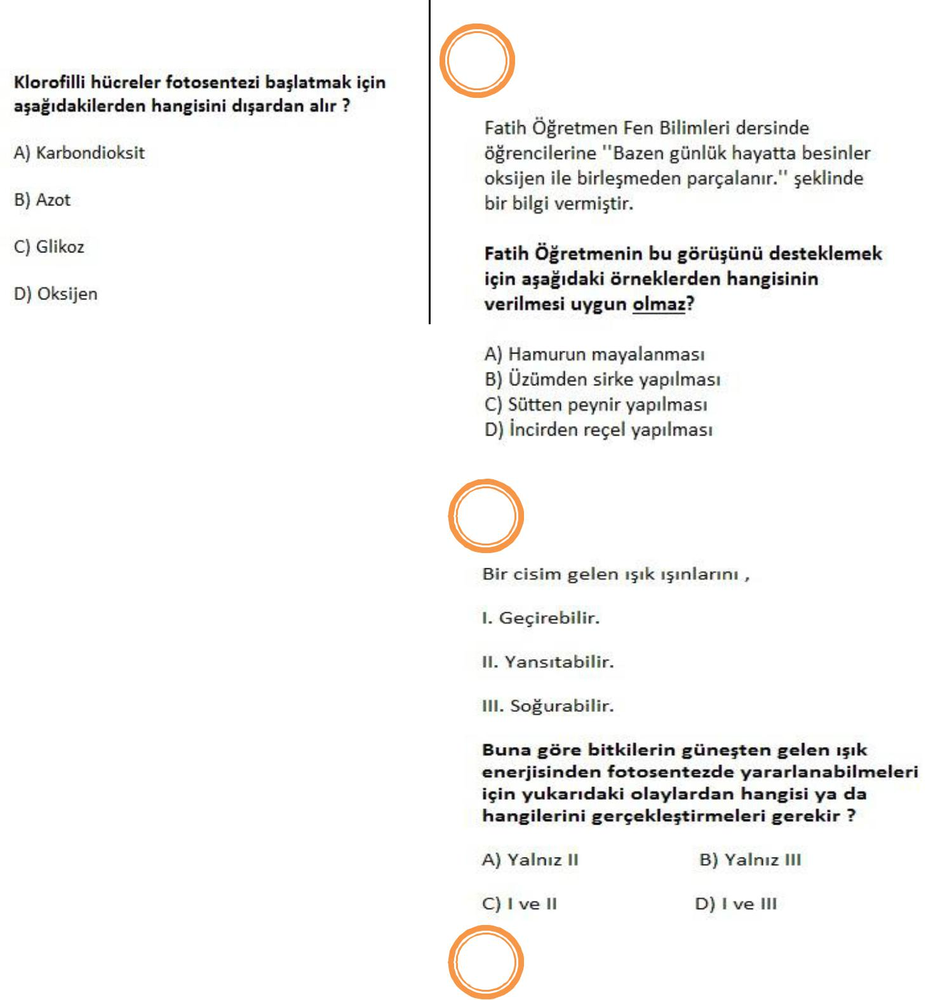 Klorofilli hücreler fotosentezi başlatmak için
aşağıdakilerden hangisini dışardan alır ?
A) Karbondioksit
B) Azot
C) Glikoz
D) Oksijen
Fatih Öğretmen Fen Bilimleri dersinde
öğrencilerine ''Bazen günlük hayatta besinler
oksijen ile birleşmeden parçalanır.'' şeklinde
bir bilgi vermiştir.
Fatih Öğretmenin bu görüşünü desteklemek
için aşağıdaki örneklerden hangisinin
verilmesi uygun olmaz?
A) Hamurun mayalanması
B) Üzümden sirke yapılması
C) Sütten peynir yapılması
D) İncirden reçel yapılması
Bir cisim gelen ışık ışınlarını ,
I. Geçirebilir.
II. Yansıtabilir.
III. Soğurabilir.
Buna göre bitkilerin güneşten gelen ışık
enerjisinden fotosentezde yararlanabilmeleri
için yukarıdaki olaylardan hangisi ya da
hangilerini gerçekleştirmeleri gerekir ?
A) Yalnız II B) Yalnız III
C) I ve II D) I ve III